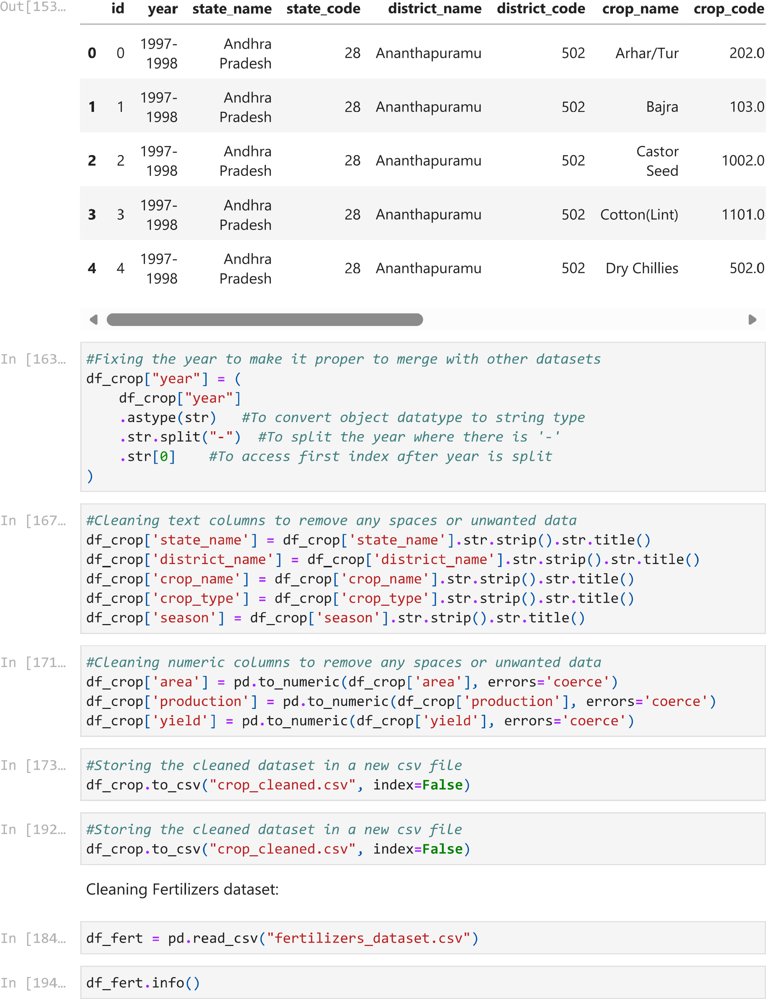 Out[153… id year state_name state_code district_name district_code crop_name crop_code
0 0 1997-1998 Andhra Pradesh 28 Ananthapuramu 502 Arhar/Tur 202.0
1 1 1997-1998 Andhra Pradesh 28 Ananthapuramu 502 Bajra 103.0
2 2 1997-1998 Andhra Pradesh 28 Ananthapuramu 502 Castor Seed 1002.0
3 3 1997-1998 Andhra Pradesh 28 Ananthapuramu 502 Cotton(Lint) 1101.0
4 4 1997-1998 Andhra Pradesh 28 Ananthapuramu 502 Dry Chillies 502.0
In [163… #Fixing the year to make it proper to merge with other datasets
df_crop["year"] = (
    df_crop["year"]
    .astype(str)   #To convert object datatype to string type
    .str.split("-")  #To split the year where there is '-'
    .str[0]    #To access first index after year is split
)
In [167… #Cleaning text columns to remove any spaces or unwanted data
df_crop['state_name'] = df_crop['state_name'].str.strip().str.title()
df_crop['district_name'] = df_crop['district_name'].str.strip().str.title()
df_crop['crop_name'] = df_crop['crop_name'].str.strip().str.title()
df_crop['crop_type'] = df_crop['crop_type'].str.strip().str.title()
df_crop['season'] = df_crop['season'].str.strip().str.title()
In [171… #Cleaning numeric columns to remove any spaces or unwanted data
df_crop['area'] = pd.to_numeric(df_crop['area'], errors='coerce')
df_crop['production'] = pd.to_numeric(df_crop['production'], errors='coerce')
df_crop['yield'] = pd.to_numeric(df_crop['yield'], errors='coerce')
In [173… #Storing the cleaned dataset in a new csv file
df_crop.to_csv("crop_cleaned.csv", index=False)
In [192… #Storing the cleaned dataset in a new csv file
df_crop.to_csv("crop_cleaned.csv", index=False)
Cleaning Fertilizers dataset:
In [184… df_fert = pd.read_csv("fertilizers_dataset.csv")
In [194… df_fert.info()